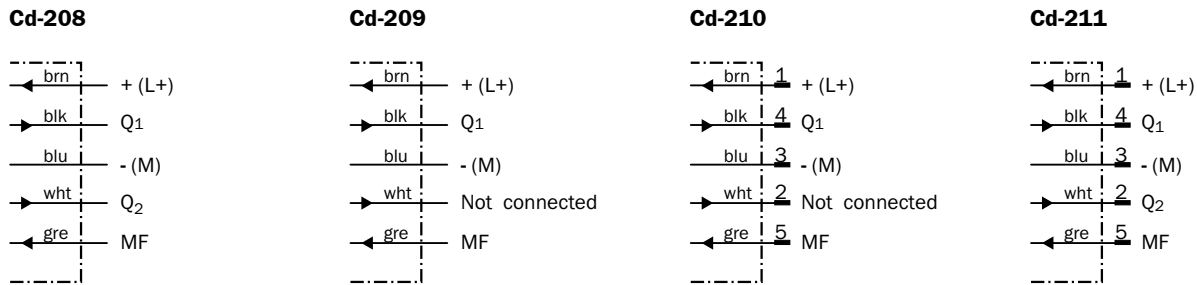 Cd-208
brn + (L+)
blk Q1
blu - (M)
wht Q2
gre MF
Cd-209
brn + (L+)
blk Q1
blu - (M)
wht Not connected
gre MF
Cd-210
brn 1 + (L+)
blk 4 Q1
blu 3 - (M)
wht 2 Not connected
gre 5 MF
Cd-211
brn 1 + (L+)
blk 4 Q1
blu 3 - (M)
wht 2 Q2
gre 5 MF